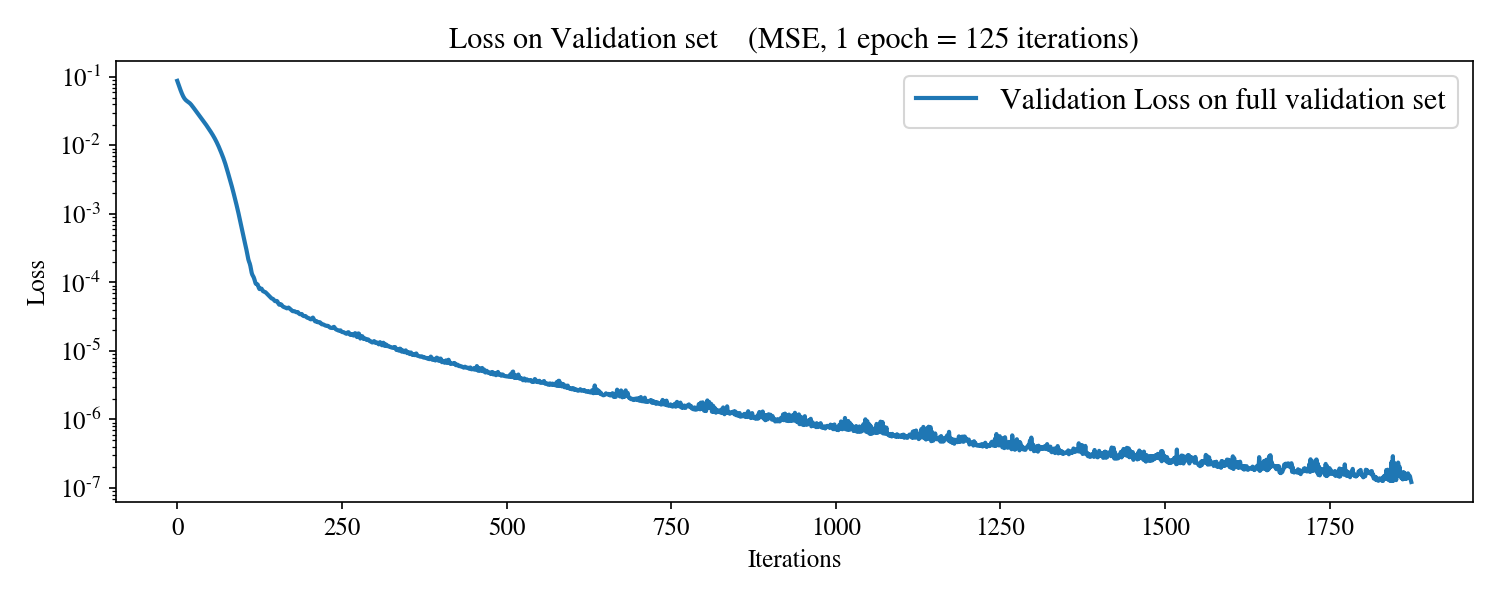 Loss on Validation set (MSE, 1 epoch = 125 iterations)
Validation Loss on full validation set
Loss
10⁻¹
10⁻²
10⁻³
10⁻⁴
10⁻⁵
10⁻⁶
10⁻⁷
0 250 500 750 1000 1250 1500 1750
Iterations